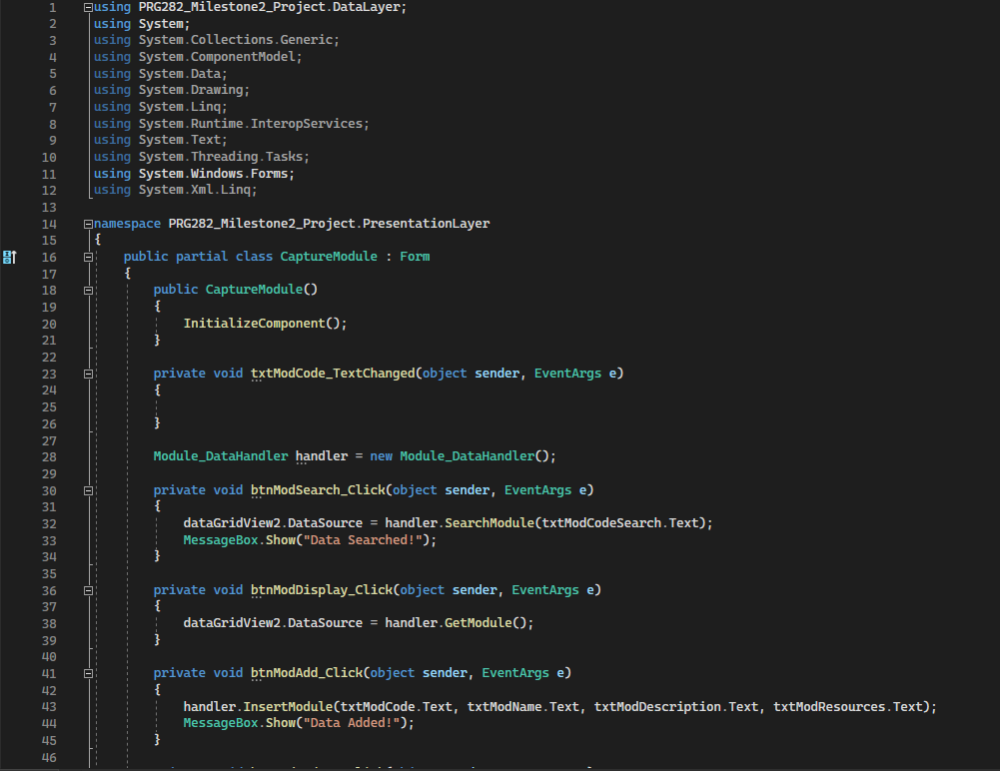 1 using PRG282_Milestone2_Project.DataLayer;
2 using System;
3 using System.Collections.Generic;
4 using System.ComponentModel;
5 using System.Data;
6 using System.Drawing;
7 using System.Linq;
8 using System.Runtime.InteropServices;
9 using System.Text;
10 using System.Threading.Tasks;
11 using System.Windows.Forms;
12 using System.Xml.Linq;
13
14 namespace PRG282_Milestone2_Project.PresentationLayer
15 {
16 public partial class CaptureModule : Form
17 {
18 public CaptureModule()
19 {
20 InitializeComponent();
21 }
22
23 private void txtModCode_TextChanged(object sender, EventArgs e)
24 {
25
26 }
27
28 Module_DataHandler handler = new Module_DataHandler();
29
30 private void btnModSearch_Click(object sender, EventArgs e)
31 {
32 dataGridView2.DataSource = handler.SearchModule(txtModCodeSearch.Text);
33 MessageBox.Show("Data Searched!");
34 }
35
36 private void btnModDisplay_Click(object sender, EventArgs e)
37 {
38 dataGridView2.DataSource = handler.GetModule();
39 }
40
41 private void btnModAdd_Click(object sender, EventArgs e)
42 {
43 handler.InsertModule(txtModCode.Text, txtModName.Text, txtModDescription.Text, txtModResources.Text);
44 MessageBox.Show("Data Added!");
45 }
46